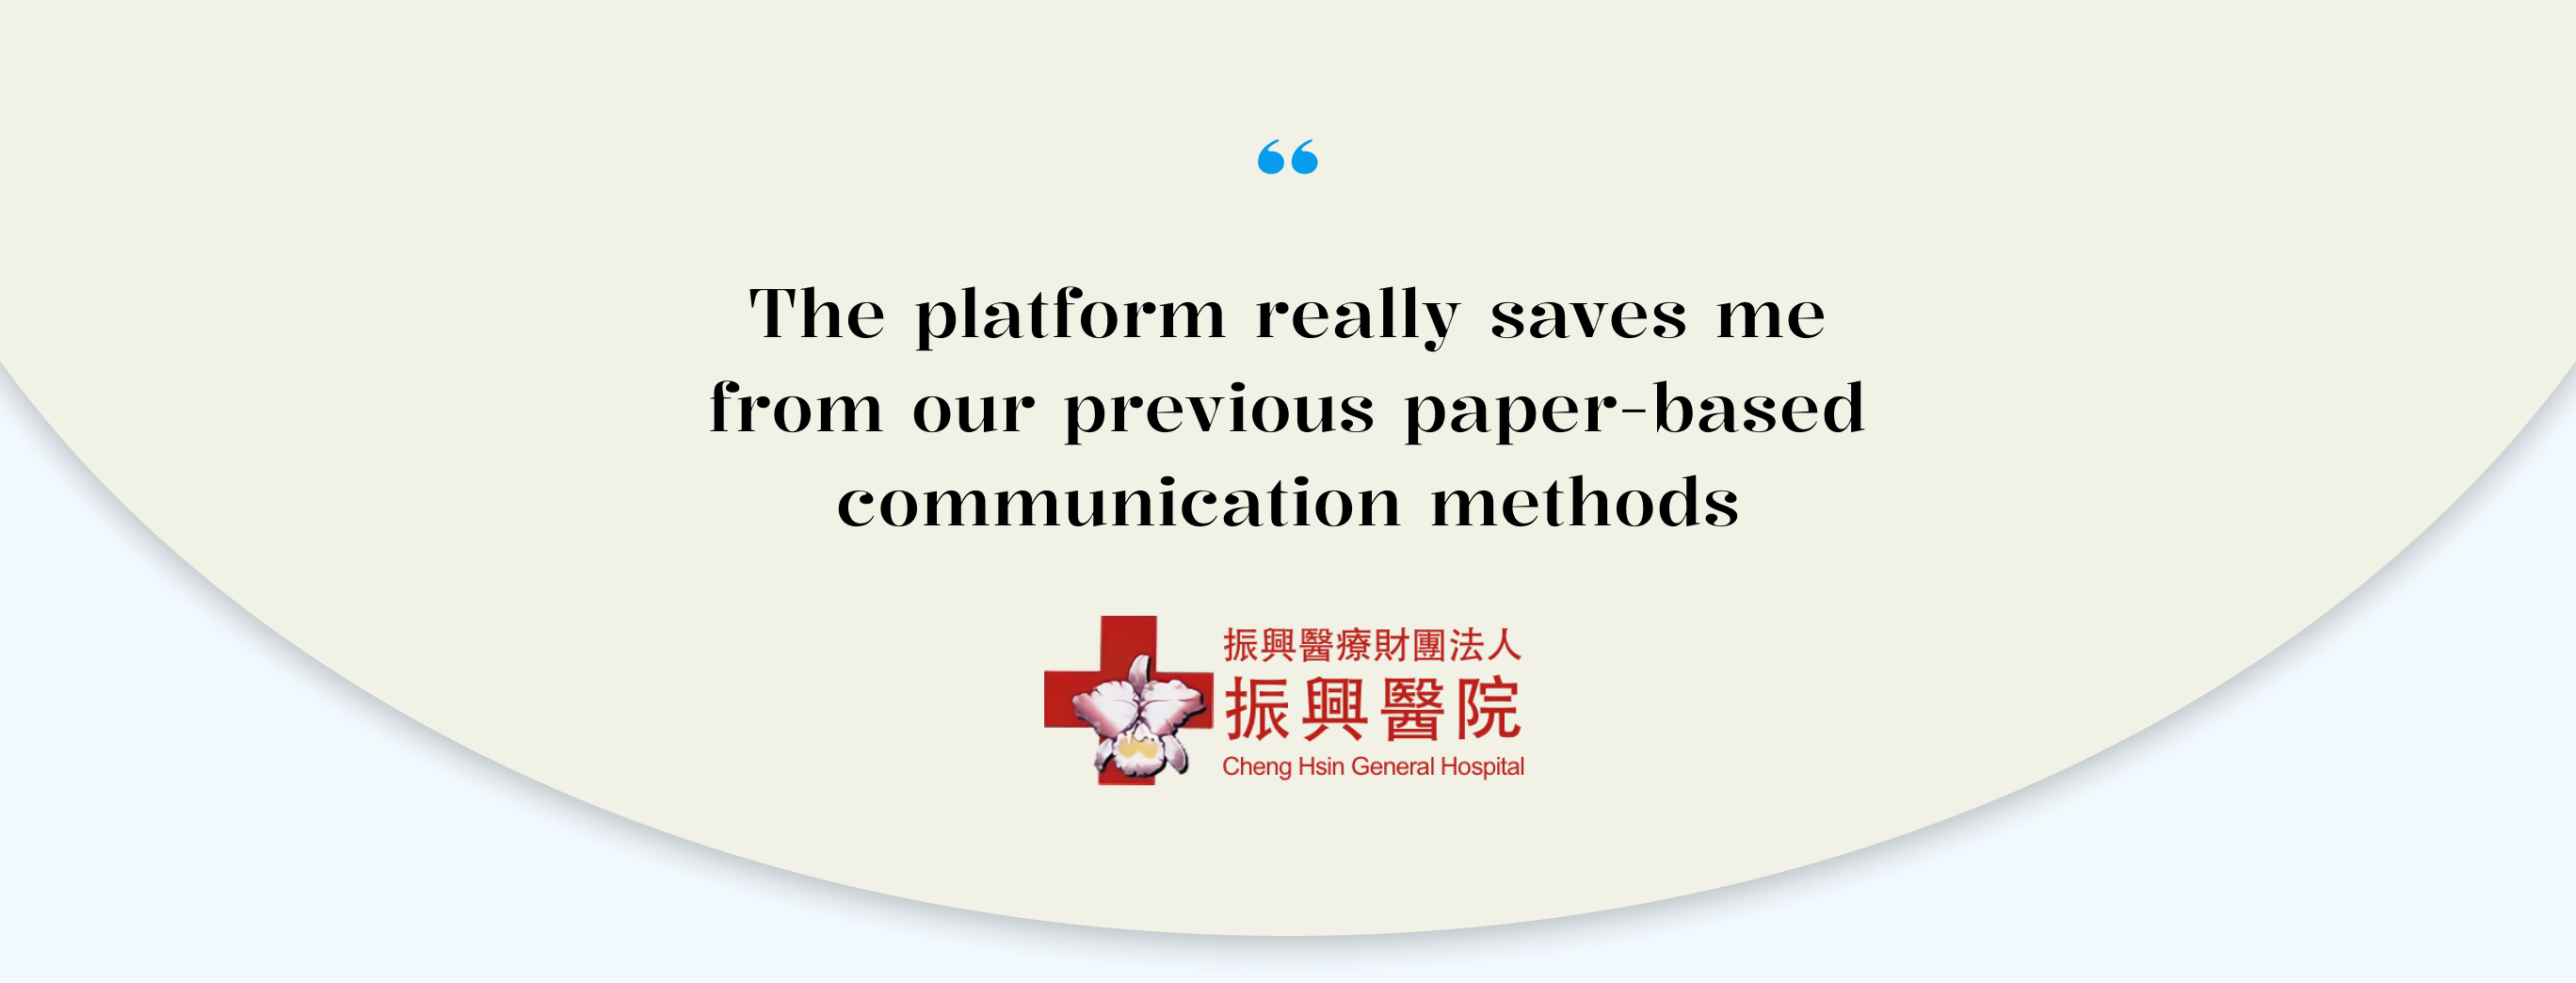 “
The platform really saves me
from our previous paper-based
communication methods
振興醫療財團法人
振興醫院
Cheng Hsin General Hospital